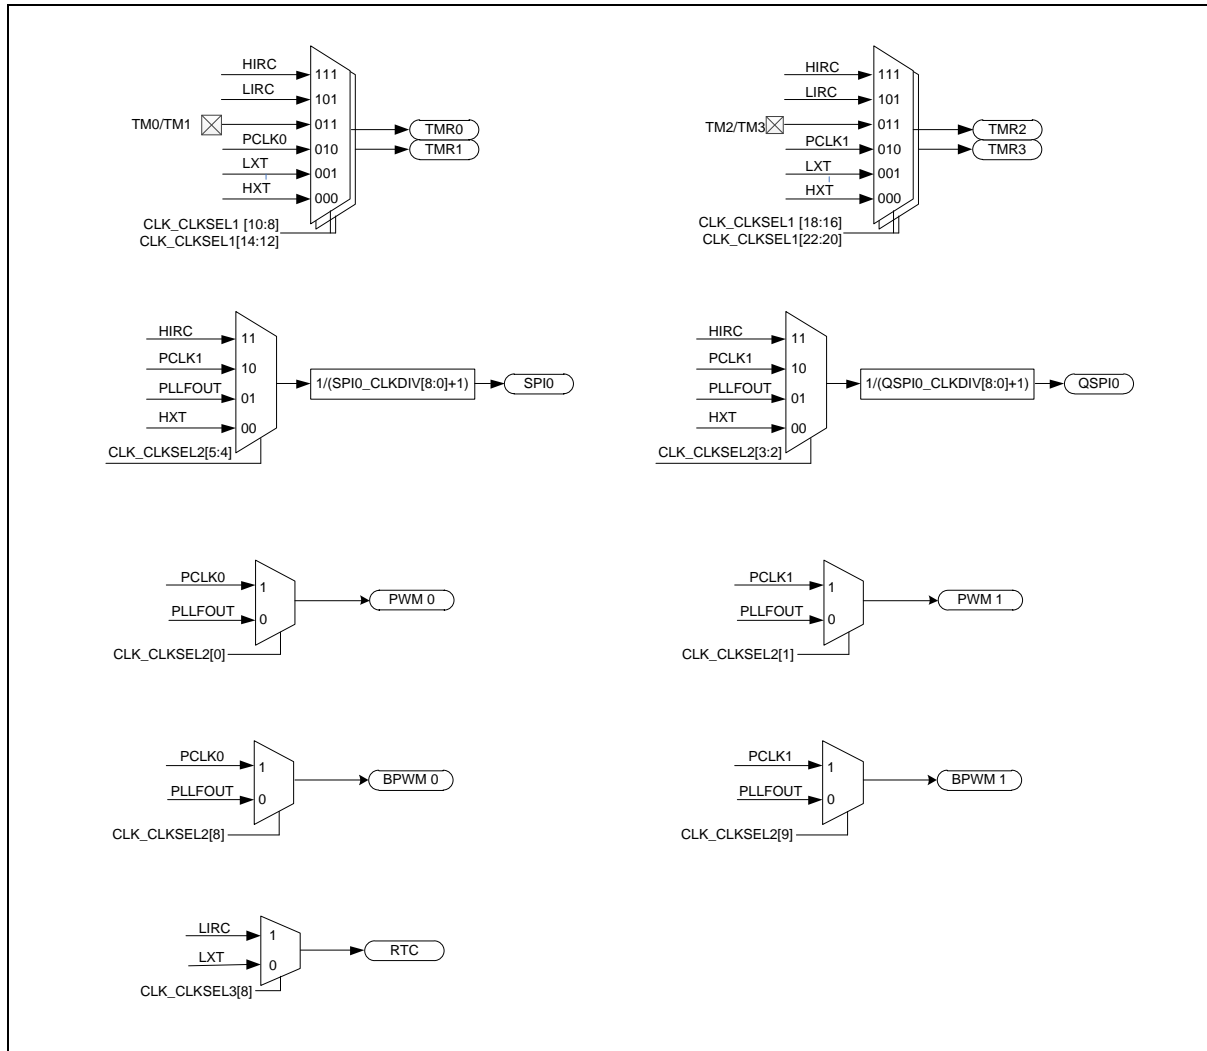 HIRC
111
LIRC
101
TM0/TM1
011
TMR0
PCLK0
010
TMR1
LXT
001
HXT
000
CLK_CLKSEL1 [10:8]
CLK_CLKSEL1[14:12]
HIRC
111
LIRC
101
TM2/TM3
011
TMR2
PCLK1
010
TMR3
LXT
001
HXT
000
CLK_CLKSEL1 [18:16]
CLK_CLKSEL1[22:20]
HIRC
11
PCLK1
10
1/(SPI0_CLKDIV[8:0]+1)
SPI0
PLLFOUT
01
HXT
00
CLK_CLKSEL2[5:4]
HIRC
11
PCLK1
10
1/(QSPI0_CLKDIV[8:0]+1)
QSPI0
PLLFOUT
01
HXT
00
CLK_CLKSEL2[3:2]
PCLK0
1
PWM 0
PLLFOUT
0
CLK_CLKSEL2[0]
PCLK1
1
PWM 1
PLLFOUT
0
CLK_CLKSEL2[1]
PCLK0
1
BPWM 0
PLLFOUT
0
CLK_CLKSEL2[8]
PCLK1
1
BPWM 1
PLLFOUT
0
CLK_CLKSEL2[9]
LIRC
1
RTC
LXT
0
CLK_CLKSEL3[8]